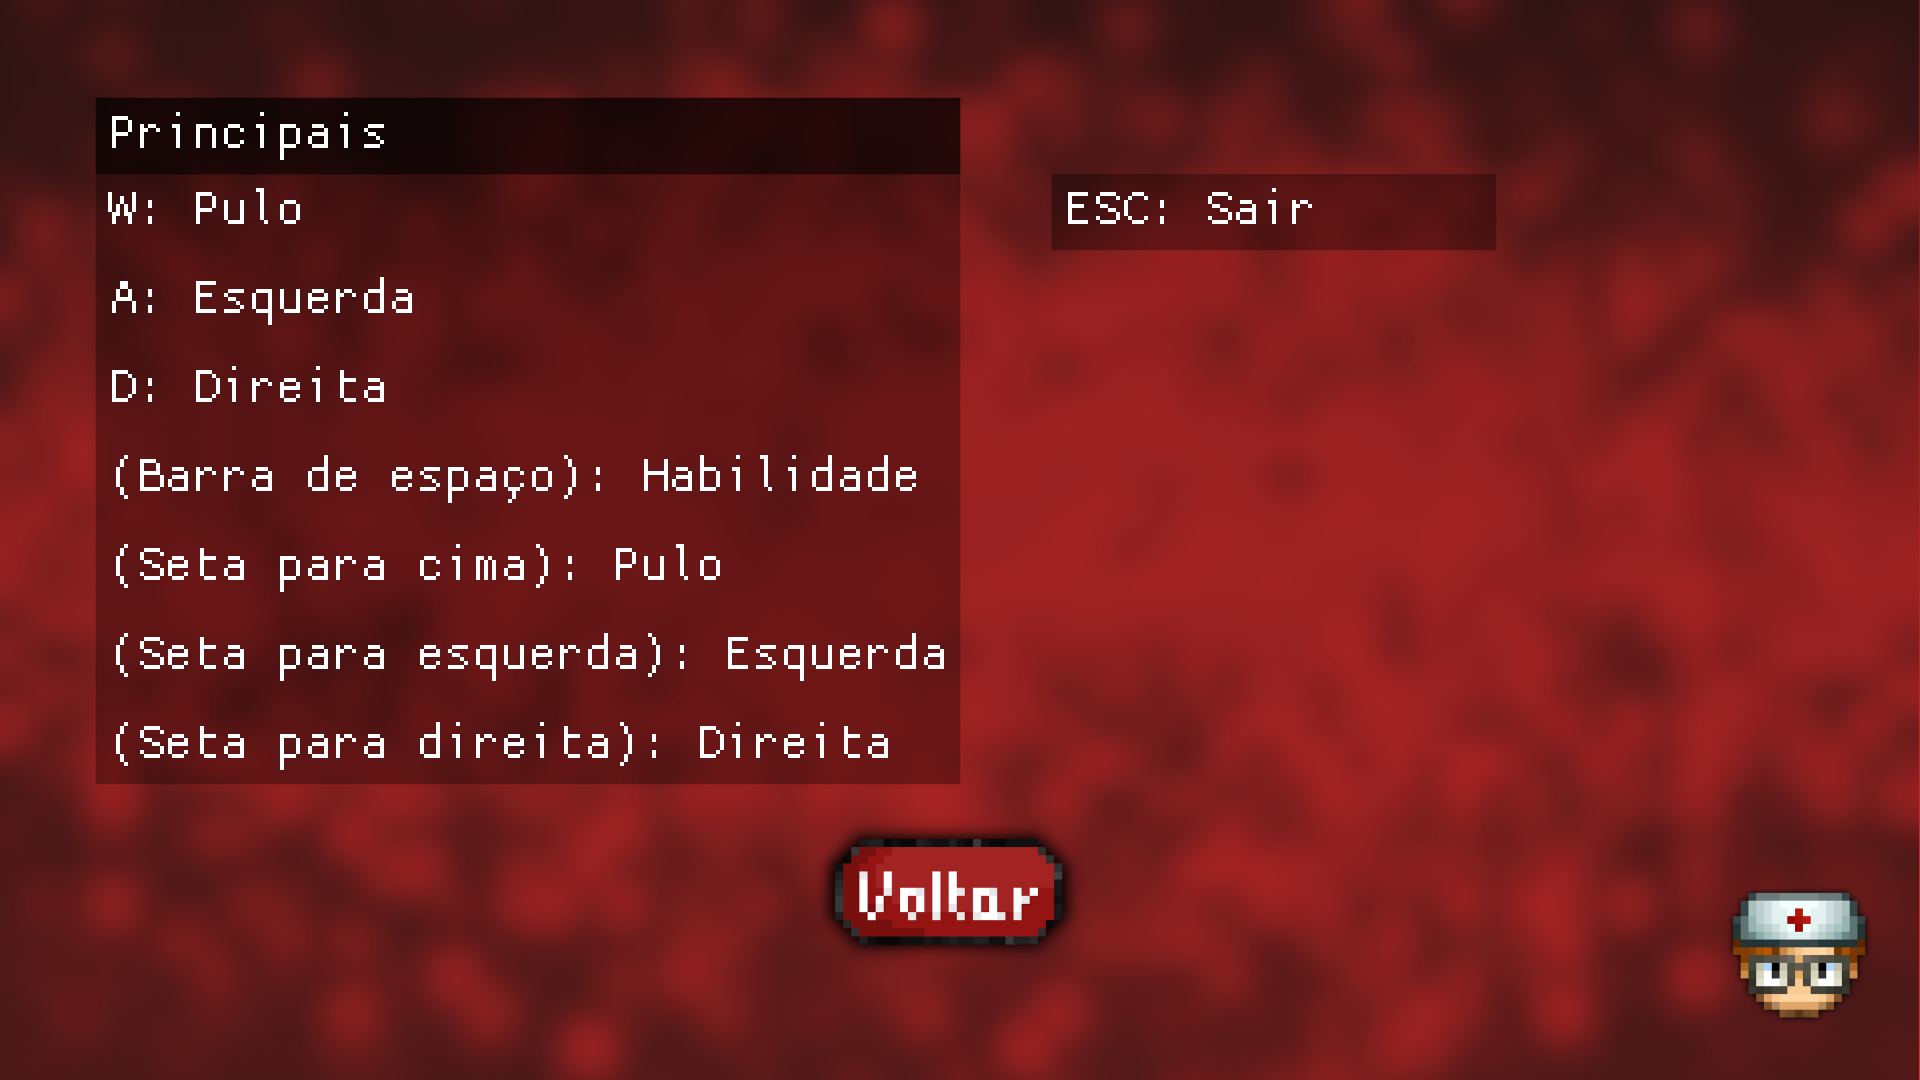 Principais
W: Pulo
A: Esquerda
D: Direita
(Barra de espaço): Habilidade
(Seta para cima): Pulo
(Seta para esquerda): Esquerda
(Seta para direita): Direita
ESC: Sair
Voltar